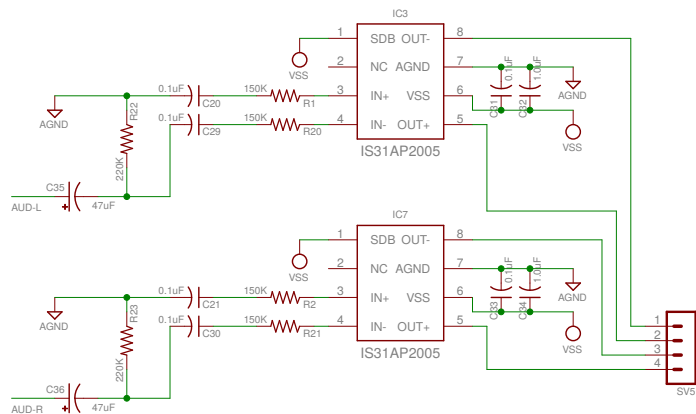 IC3
1 SDB OUT- 8
VSS
2 NC AGND 7
0.1uF 1.0uF
AGND
0.1uF C20 150K R1 3 IN+ VSS 6
AGND R22
C31 C32
0.1uF C29 150K R20 4 IN- OUT+ 5
VSS
IS31AP2005
220K
C35
AUD-L + 47uF
IC7
1 SDB OUT- 8
VSS
2 NC AGND 7
0.1uF 1.0uF
AGND
0.1uF C21 150K R2 3 IN+ VSS 6
AGND R23
C33 C34
0.1uF C30 150K R21 4 IN- OUT+ 5
VSS
IS31AP2005
220K
C36
AUD-R + 47uF
1
2
3
4
SV5